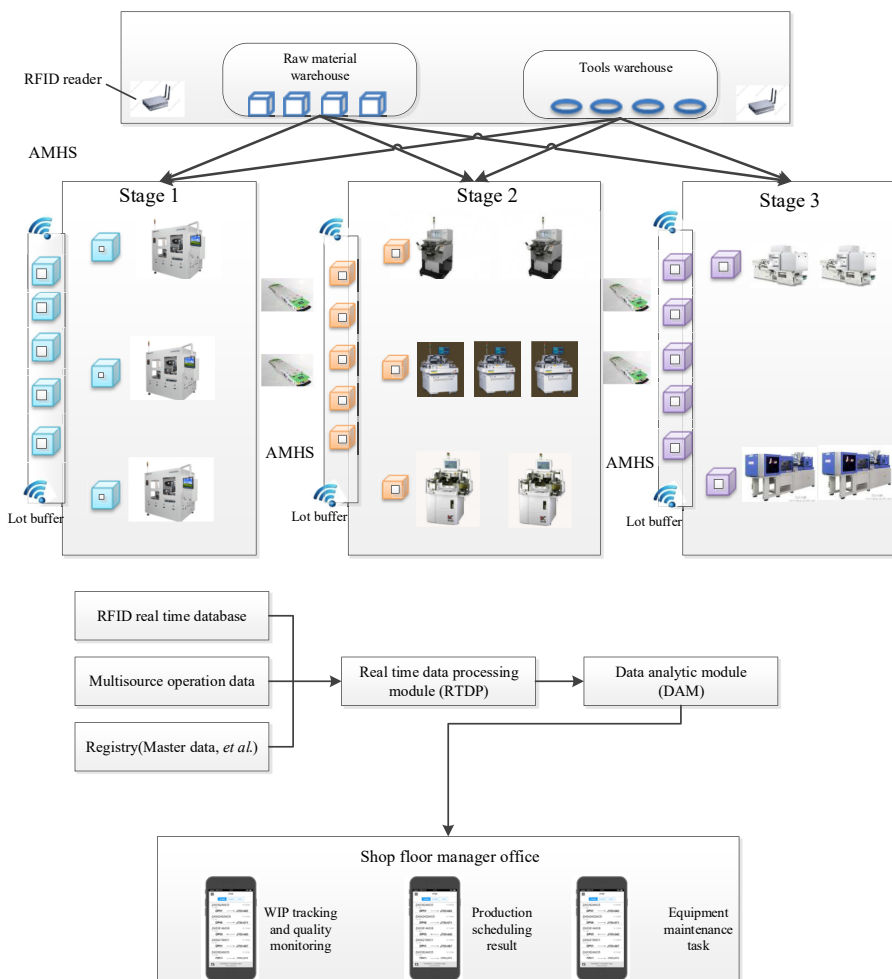 Raw material
warehouse
Tools warehouse
RFID reader
AMHS
Stage 1
Stage 2
Stage 3
AMHS
AMHS
Lot buffer
Lot buffer
Lot buffer
RFID real time database
Multisource operation data
Registry(Master data, et al.)
Real time data processing
module (RTDP)
Data analytic module
(DAM)
Shop floor manager office
WIP tracking
and quality
monitoring
Production
scheduling
result
Equipment
maintenance
task